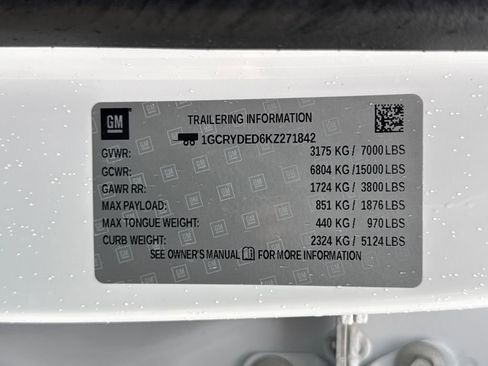 GM
TRAILERING INFORMATION
1GCRYDED6KZ271842
GVWR: 3175 KG / 7000 LBS
GCWR: 6804 KG /15000 LBS
GAWR RR: 1724 KG / 3800 LBS
MAX PAYLOAD: 851 KG / 1876 LBS
MAX TONGUE WEIGHT: 440 KG / 970 LBS
CURB WEIGHT: 2324 KG / 5124 LBS
SEE OWNER'S MANUAL FOR MORE INFORMATION